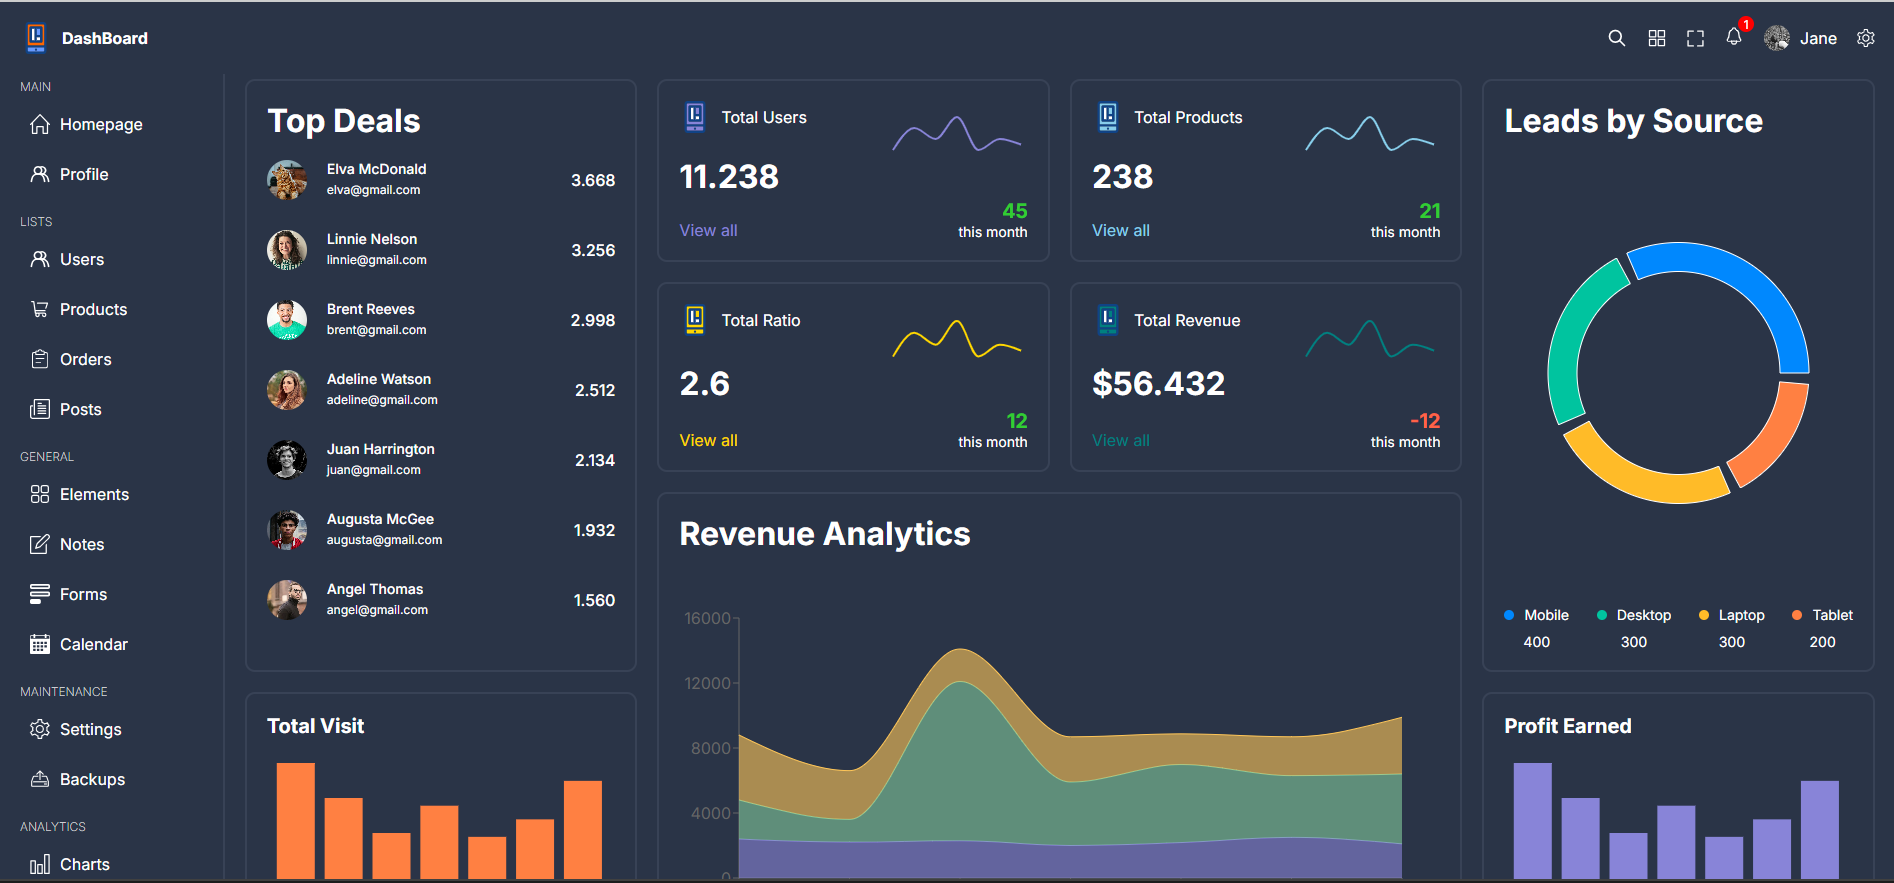 DashBoard
1
Jane
MAIN
Homepage
Profile
LISTS
Users
Products
Orders
Posts
GENERAL
Elements
Notes
Forms
Calendar
MAINTENANCE
Settings
Backups
ANALYTICS
Charts
Top Deals
Elva McDonald
elva@gmail.com
3.668
Linnie Nelson
linnie@gmail.com
3.256
Brent Reeves
brent@gmail.com
2.998
Adeline Watson
adeline@gmail.com
2.512
Juan Harrington
juan@gmail.com
2.134
Augusta McGee
augusta@gmail.com
1.932
Angel Thomas
angel@gmail.com
1.560
Total Visit
Total Users
11.238
View all
45
this month
Total Products
238
View all
21
this month
Total Ratio
2.6
View all
12
this month
Total Revenue
$56.432
View all
-12
this month
Revenue Analytics
16000
12000
8000
4000
0
Leads by Source
Mobile
400
Desktop
300
Laptop
300
Tablet
200
Profit Earned